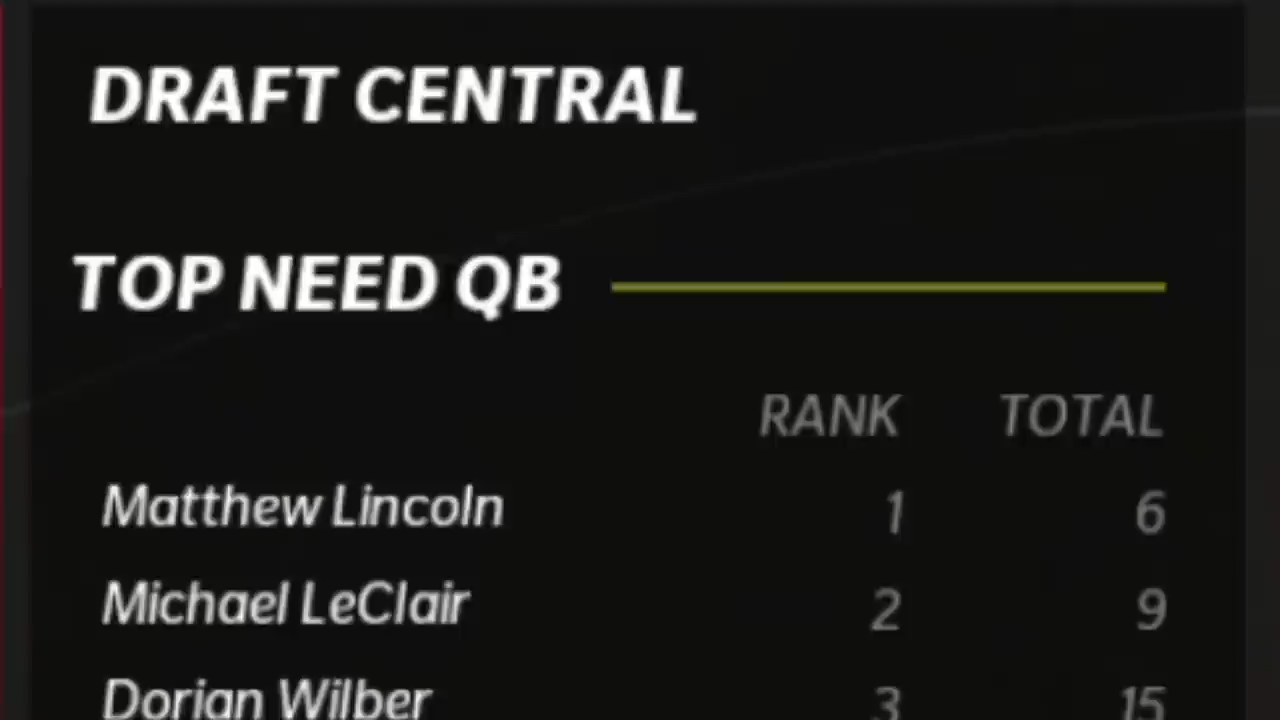 DRAFT CENTRAL
TOP NEED QB
RANK TOTAL
Matthew Lincoln 1 6
Michael LeClair 2 9
Dorian Wilber 3 15